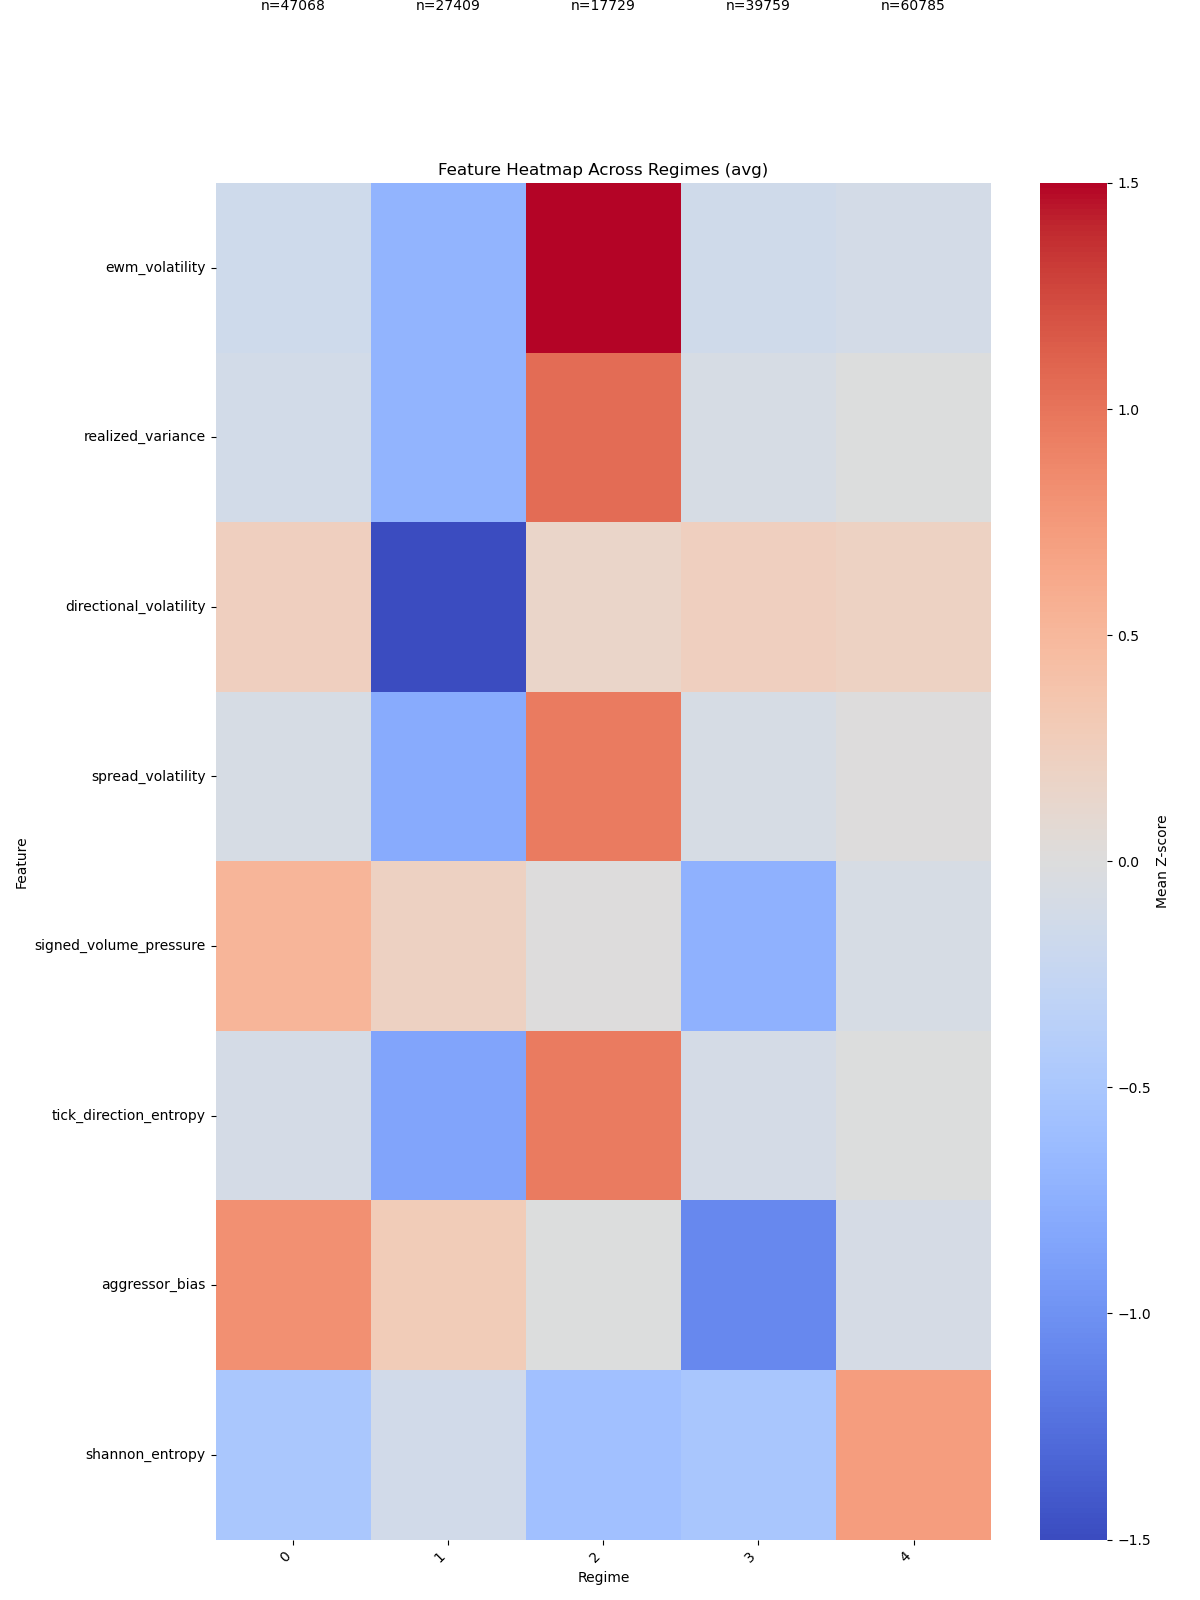 n=47068 n=27409 n=17729 n=39759 n=60785
Feature Heatmap Across Regimes (avg)
ewm_volatility
realized_variance
directional_volatility
spread_volatility
signed_volume_pressure
tick_direction_entropy
aggressor_bias
shannon_entropy
Feature
0 1 2 3 4
Regime
1.5
1.0
0.5
0.0
−0.5
−1.0
−1.5
Mean Z-score